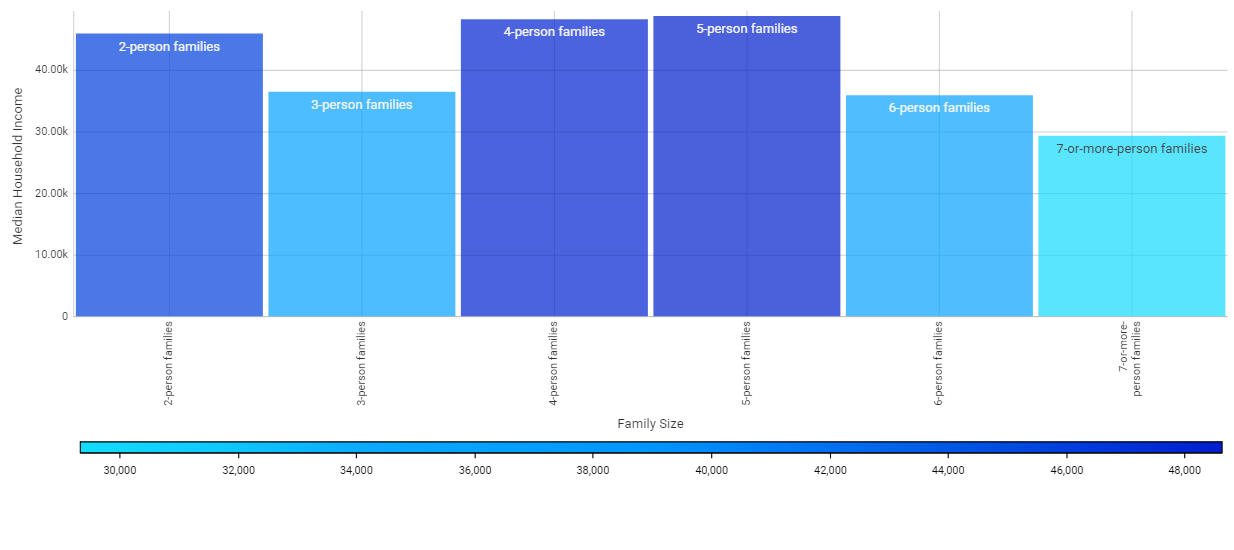 2-person families
3-person families
4-person families
5-person families
6-person families
7-or-more-person families
Median Household Income
40.00k
30.00k
20.00k
10.00k
0
2-person families
3-person families
4-person families
5-person families
6-person families
7-or-more-
person families
Family Size
30,000
32,000
34,000
36,000
38,000
40,000
42,000
44,000
46,000
48,000